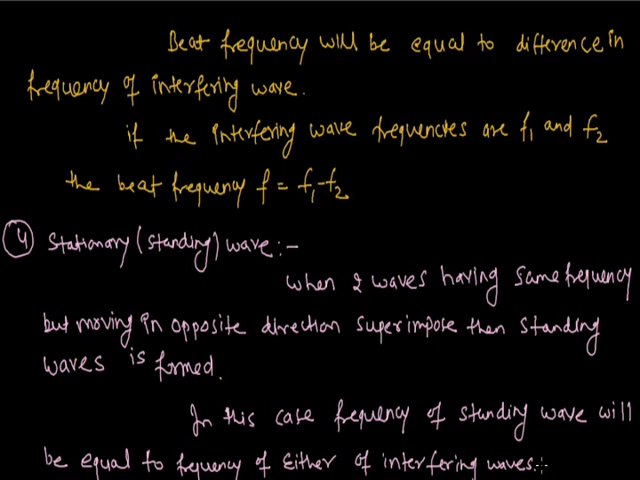 Beat frequency will be equal to difference in
frequency of interfering wave.
if the interfering wave frequencies are f₁ and f₂
the beat frequency f = f₁-f₂
④ Stationary (standing) wave :-
when 2 waves having same frequency
but moving in opposite direction superimpose then standing
waves is formed.
In this case frequency of standing wave will
be equal to frequency of either of interfering waves.